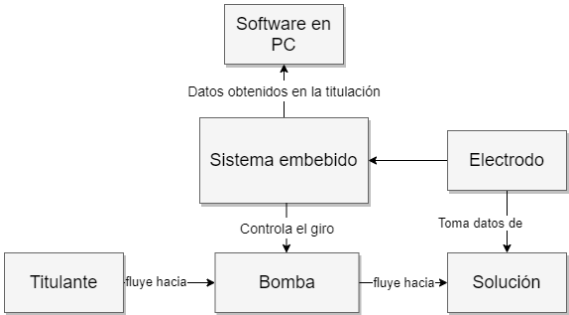 Software en
PC
Datos obtenidos en la titulación
Sistema embebido
Electrodo
Controla el giro
Toma datos de
Titulante
fluye hacia
Bomba
fluye hacia
Solución